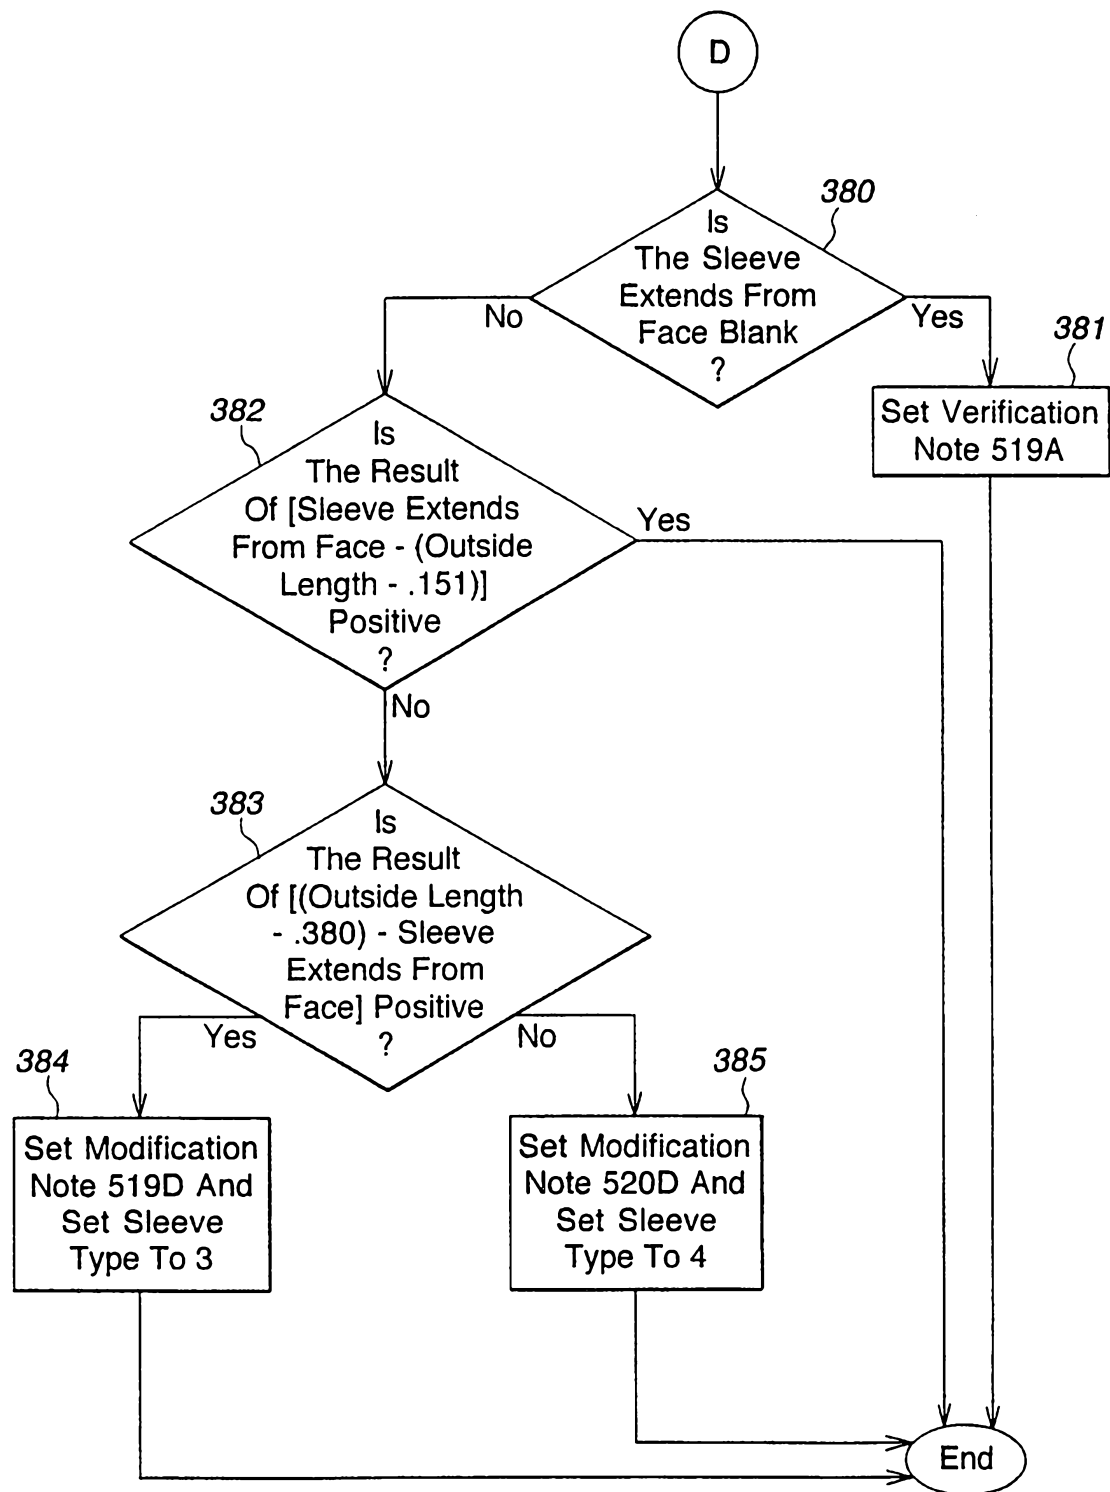 D
380
Is
The Sleeve
Extends From
Face Blank
?
No
Yes
381
Set Verification
Note 519A
382
Is
The Result
Of [Sleeve Extends
From Face - (Outside
Length - .151)]
Positive
?
Yes
No
383
Is
The Result
Of [(Outside Length
- .380) - Sleeve
Extends From
Face] Positive
?
Yes
No
384
Set Modification
Note 519D And
Set Sleeve
Type To 3
385
Set Modification
Note 520D And
Set Sleeve
Type To 4
End